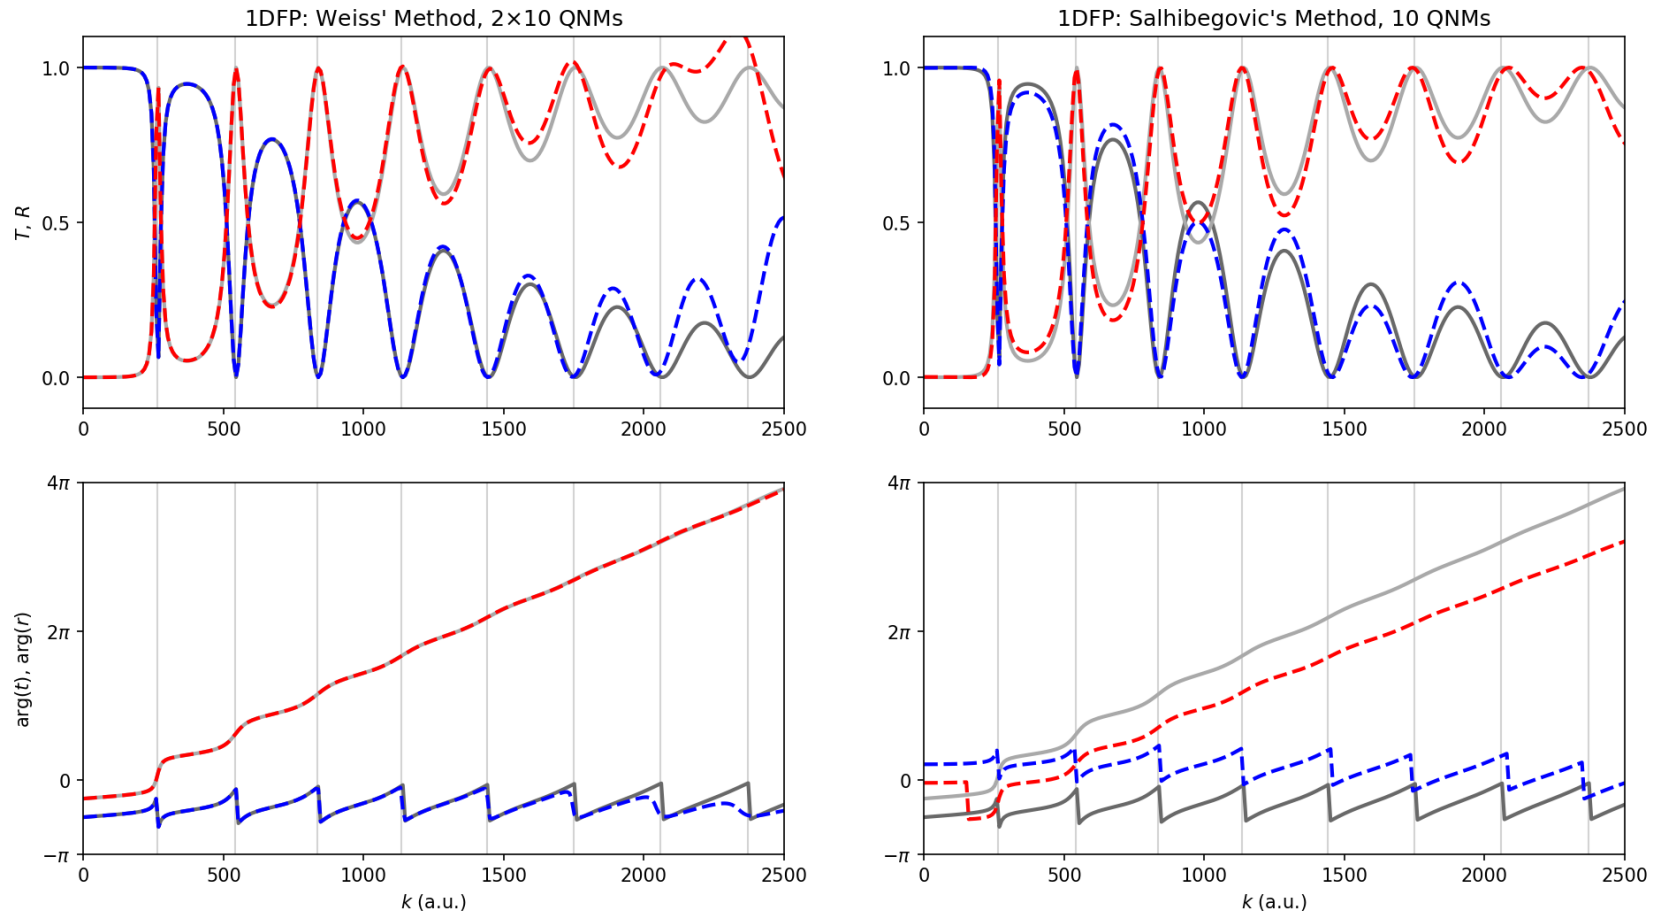 1DFP: Weiss' Method, 2×10 QNMs
1.0
0.5
0.0
T, R
0 500 1000 1500 2000 2500
1DFP: Salhibegovic's Method, 10 QNMs
1.0
0.5
0.0
0 500 1000 1500 2000 2500
4π
2π
0
−π
arg(t), arg(r)
0 500 1000 1500 2000 2500
k (a.u.)
4π
2π
0
−π
0 500 1000 1500 2000 2500
k (a.u.)